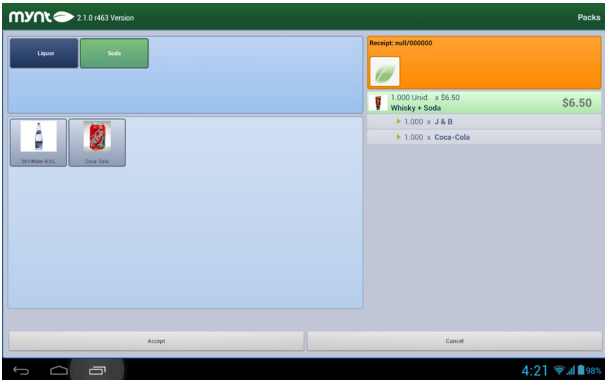 mynt 2.1.0 r463 Version
Packs
Liquor
Soda
Receipt: null/000000
1.000 Unid. x $6.50
Whisky + Soda
$6.50
1.000 x J & B
1.000 x Coca-Cola
Coca-Cola
Accept
Cancel
4:21
98%